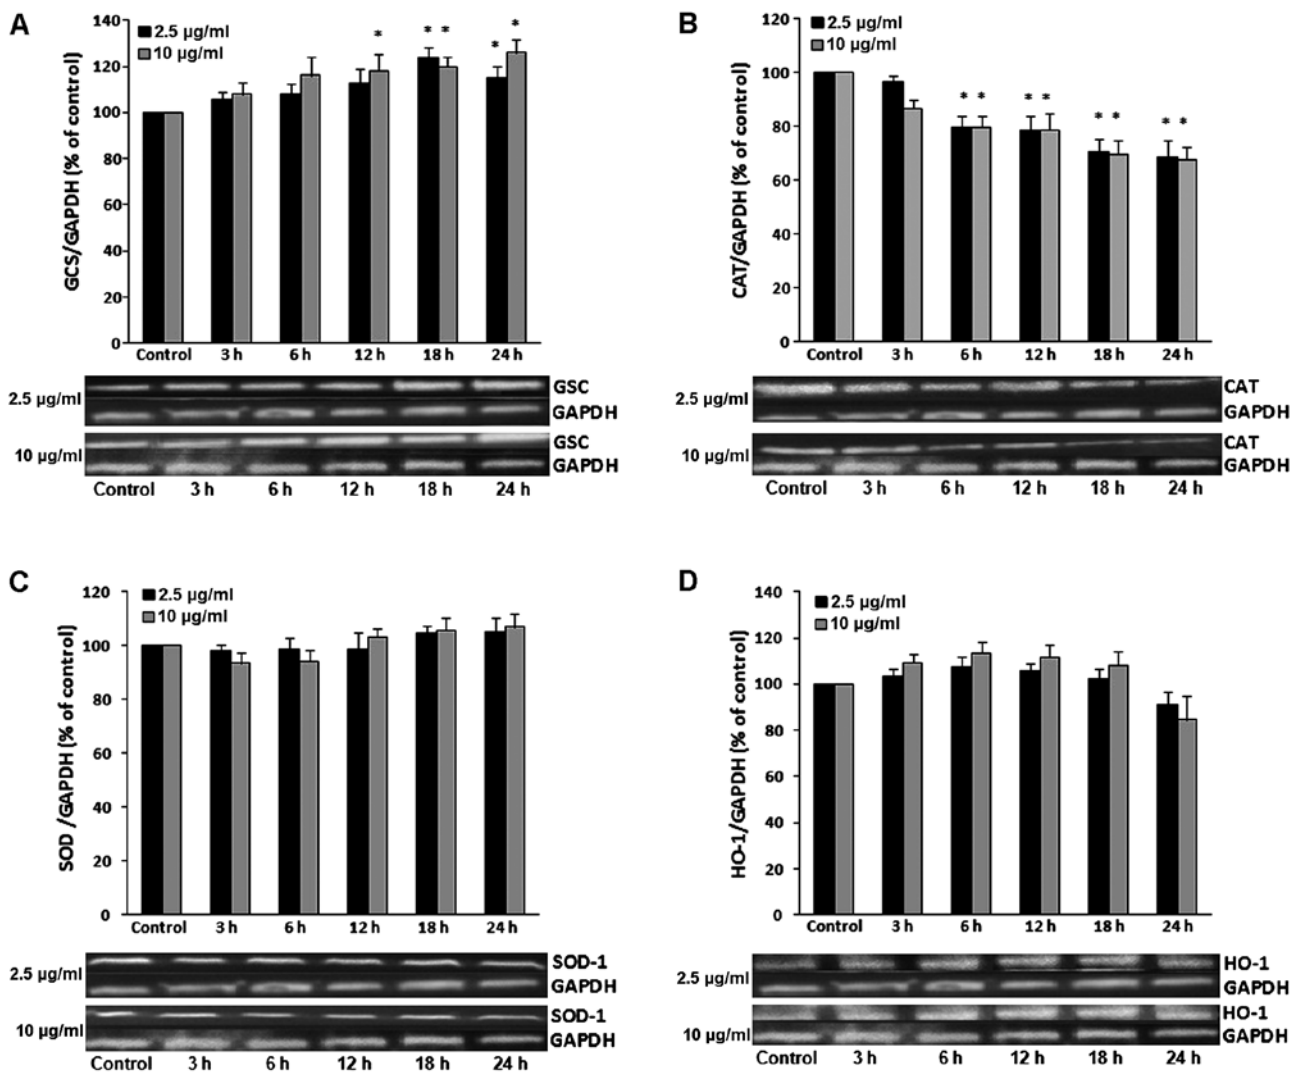 A
GCS/GAPDH (% of control)
140
120
100
80
60
40
20
0
2.5 µg/ml
10 µg/ml
*
* *
*
*
Control 3 h 6 h 12 h 18 h 24 h
2.5 µg/ml
GSC
GAPDH
10 µg/ml
GSC
GAPDH
Control 3 h 6 h 12 h 18 h 24 h
B
CAT/GAPDH (% of control)
120
100
80
60
40
20
0
2.5 µg/ml
10 µg/ml
* *
* *
* *
* *
Control 3 h 6 h 12 h 18 h 24 h
2.5 µg/ml
CAT
GAPDH
10 µg/ml
CAT
GAPDH
Control 3 h 6 h 12 h 18 h 24 h
C
SOD /GAPDH (% of control)
120
100
80
60
40
20
0
2.5 µg/ml
10 µg/ml
Control 3 h 6 h 12 h 18 h 24 h
2.5 µg/ml
SOD-1
GAPDH
10 µg/ml
SOD-1
GAPDH
Control 3 h 6 h 12 h 18 h 24 h
D
HO-1/GAPDH (% of control)
140
120
100
80
60
40
20
0
2.5 µg/ml
10 µg/ml
Control 3 h 6 h 12 h 18 h 24 h
2.5 µg/ml
HO-1
GAPDH
10 µg/ml
HO-1
GAPDH
Control 3 h 6 h 12 h 18 h 24 h